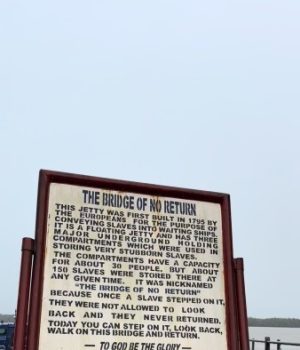 THE BRIDGE OF NO RETURN
THIS JETTY WAS FIRST BUILT IN 1795 BY
THE EUROPEANS FOR THE PURPOSE OF
CONVEYING SLAVES INTO WAITING SHIPS.
IT IS A FLOATING JETTY AND HAS THREE
MAJOR UNDERGROUND HOLDING
COMPARTMENTS WHICH WERE USED IN
STORING VERY STUBBORN SLAVES.
THE COMPARTMENTS HAVE A CAPACITY
FOR ABOUT 30 PEOPLE. BUT ABOUT
150 SLAVES WERE STORED THERE AT
ANY GIVEN TIME. IT WAS NICKNAMED
"THE BRIDGE OF NO RETURN"
BECAUSE ONCE A SLAVE STEPPED ON IT,
THEY WERE NOT ALLOWED TO LOOK
BACK AND THEY NEVER RETURNED.
TODAY YOU CAN STEP ON IT, LOOK BACK,
WALK ON THIS BRIDGE AND RETURN.
— TO GOD BE THE GLORY —